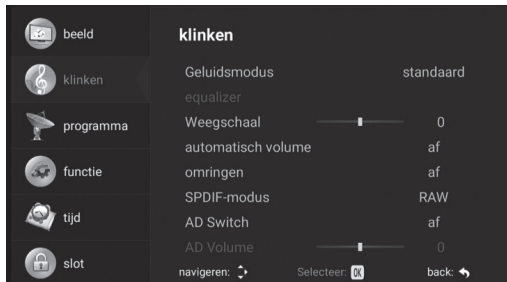 beeld
klinken
programma
functie
tijd
slot
klinken
Geluidsmodus standaard
equalizer
Weegschaal 0
automatisch volume af
omringen af
SPDIF-modus RAW
AD Switch af
AD Volume 0
navigeren: Selecteer: OK back: